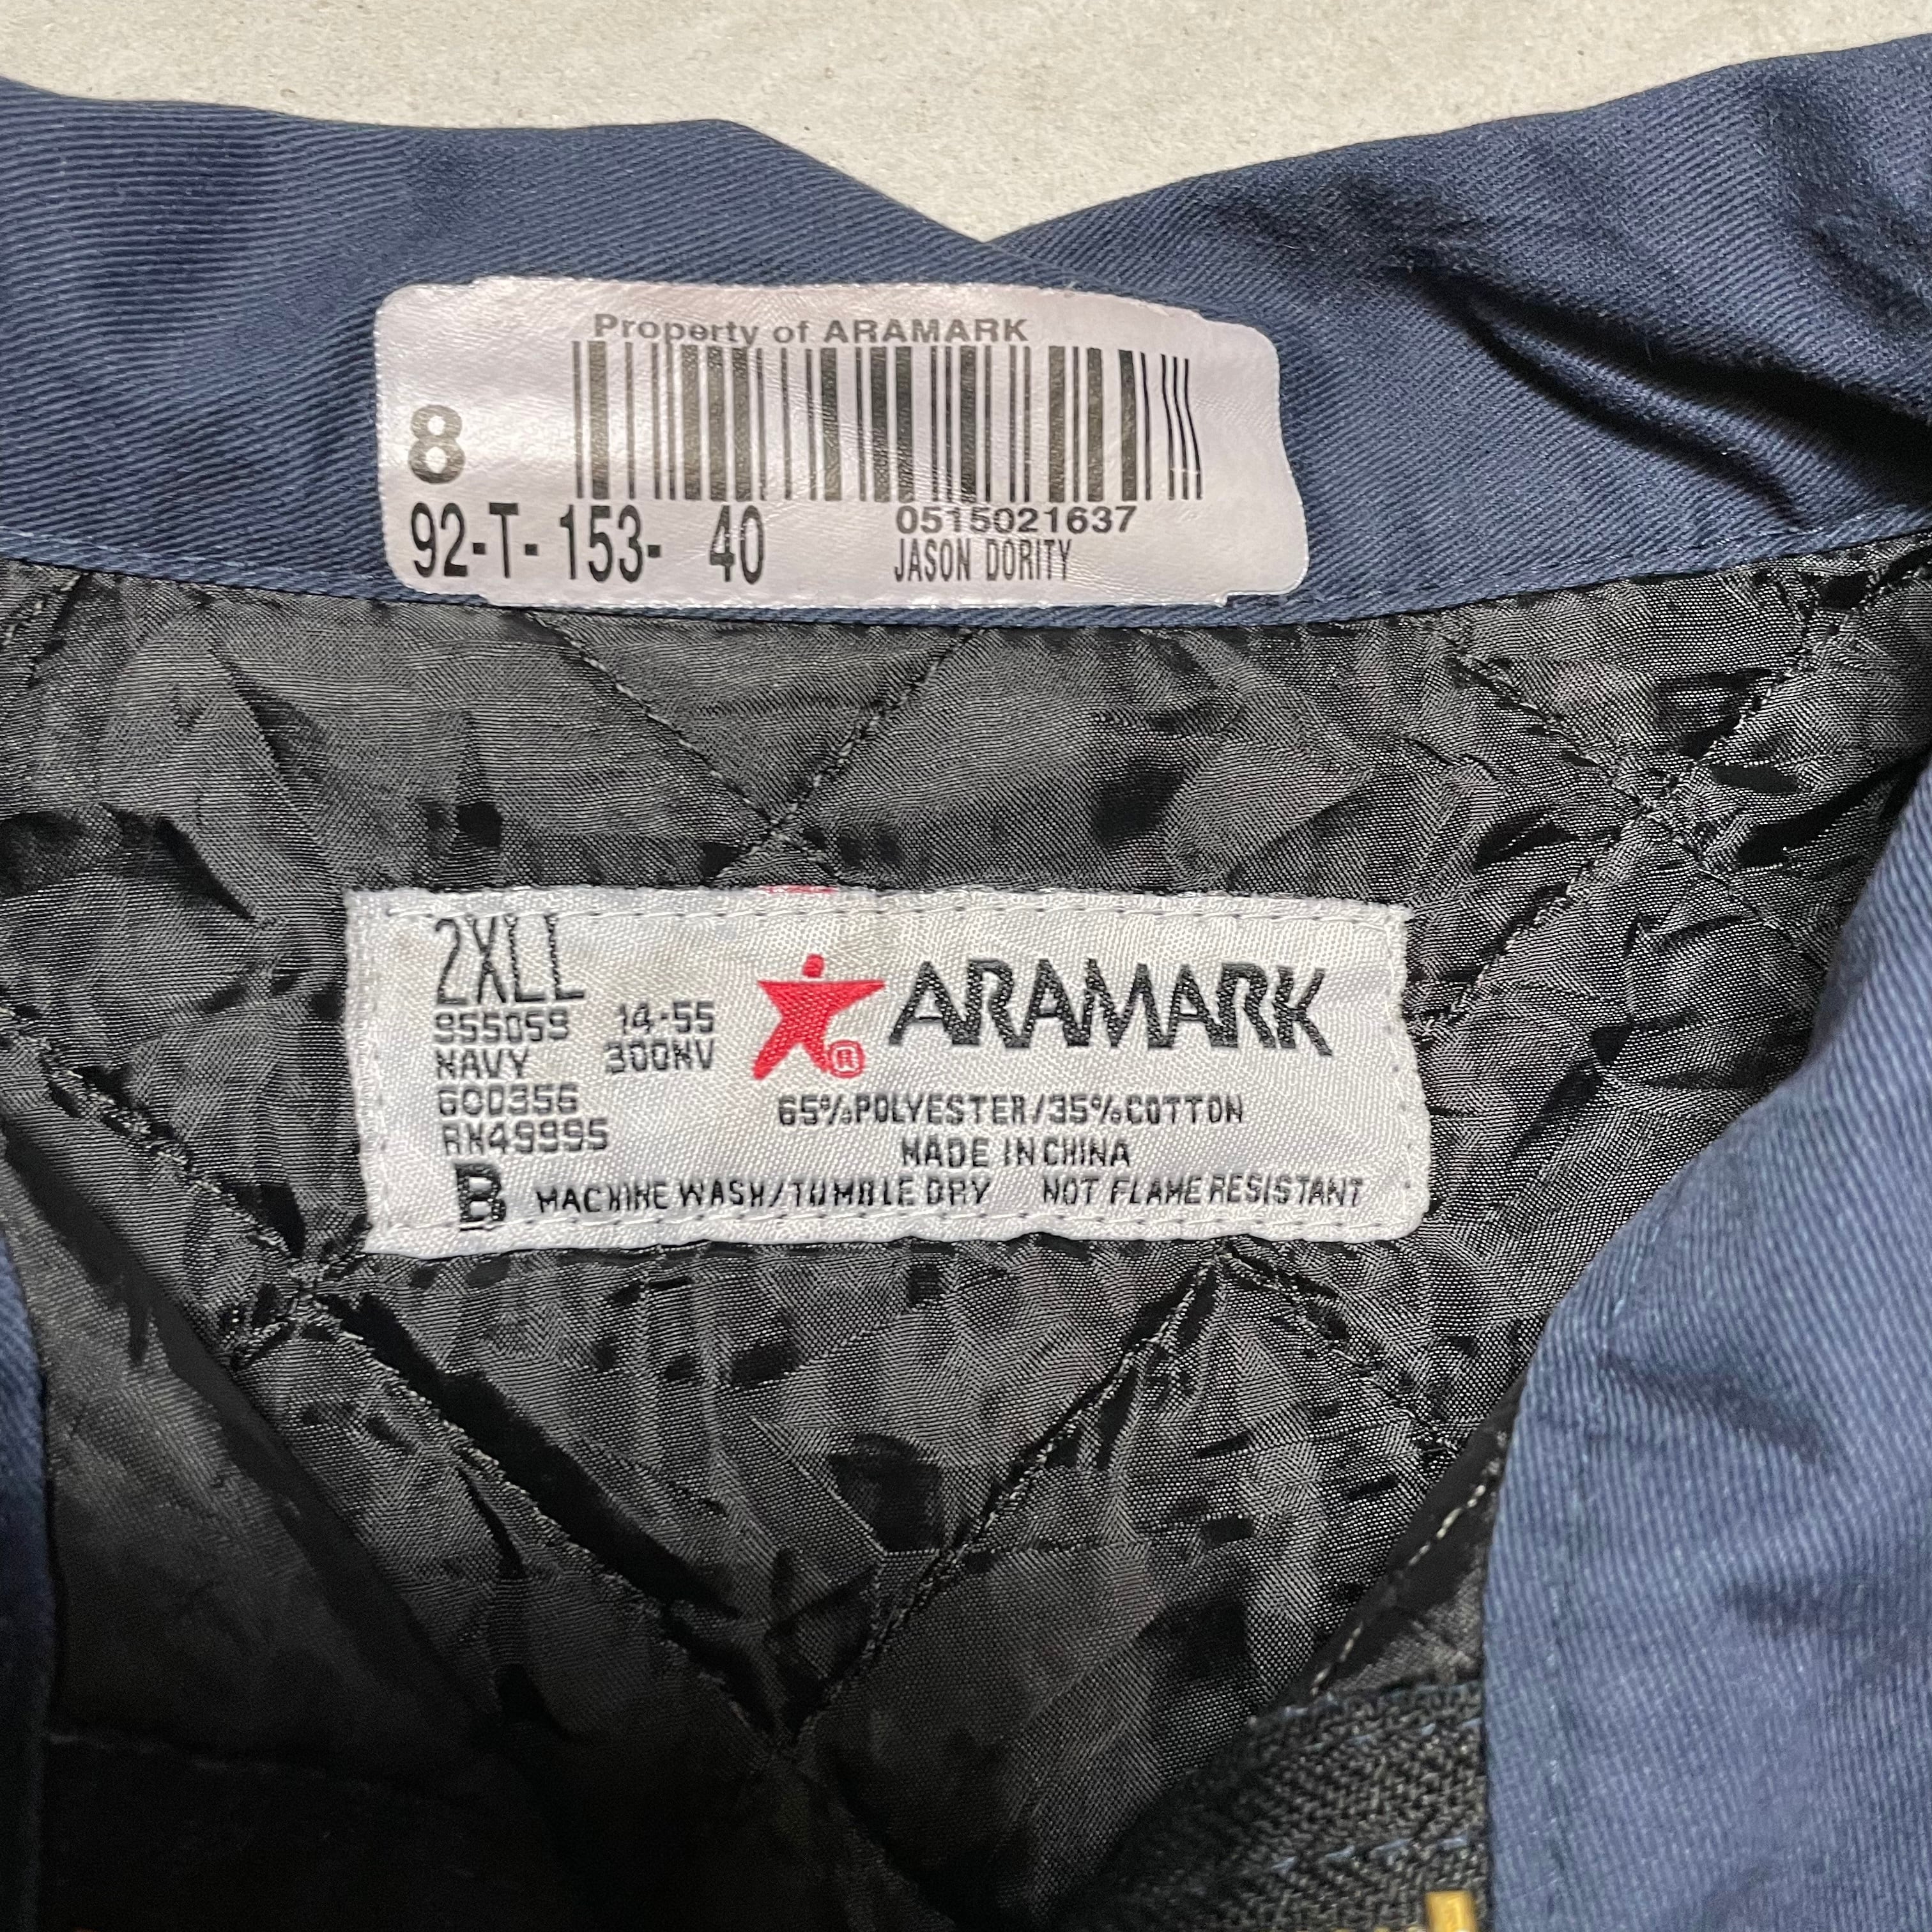 Property of ARAMARK
8
92-T-153- 40
0515021637
JASON DORITY
2XLL
955059 14-55
NAVY 300NV
600356
RN49995
B
ARAMARK
®
65%POLYESTER/35%COTTON
MADE IN CHINA
MACHINE WASH/TUMBLE DRY NOT FLAME RESISTANT